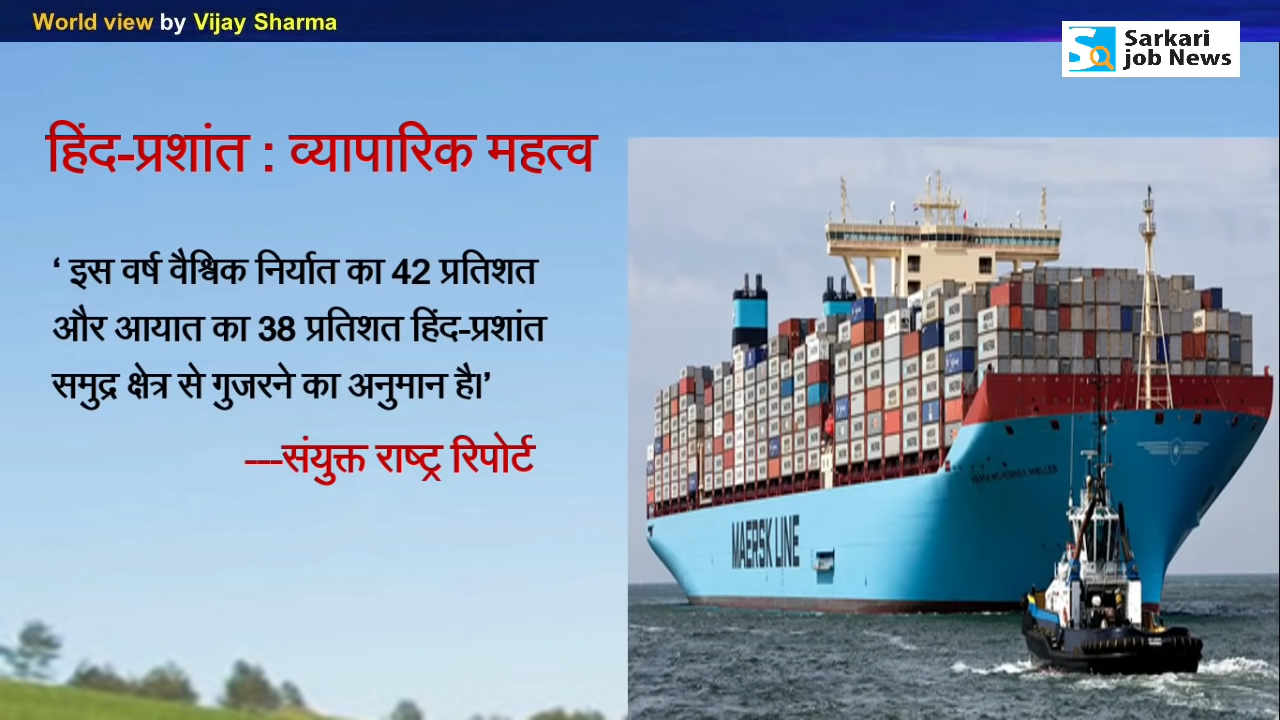 World view by Vijay Sharma
Sarkari
job News
हिंद-प्रशांत : व्यापारिक महत्व
‘ इस वर्ष वैश्विक निर्यात का 42 प्रतिशत
और आयात का 38 प्रतिशत हिंद-प्रशांत
समुद्र क्षेत्र से गुजरने का अनुमान है।’
---संयुक्त राष्ट्र रिपोर्ट
MAERSK LINE